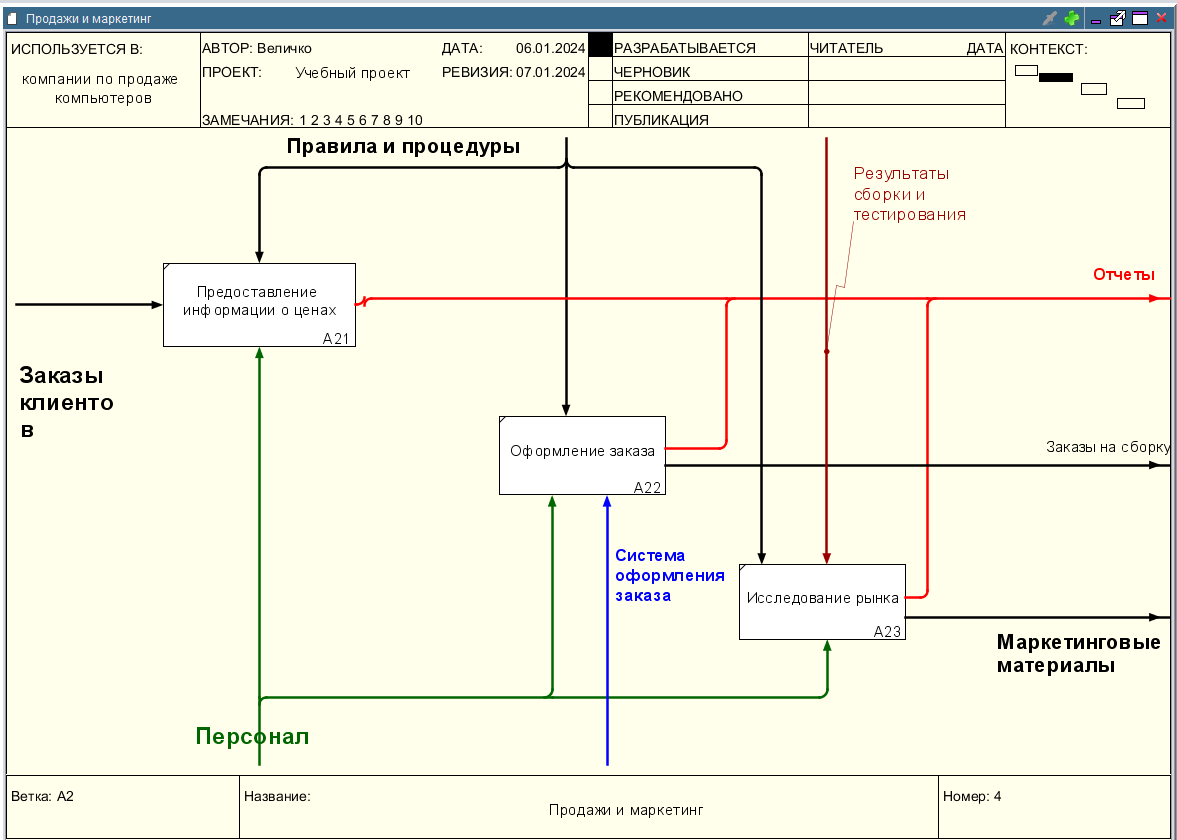 Продажи и маркетинг
ИСПОЛЬЗУЕТСЯ В:
компании по продаже
компьютеров
АВТОР: Величко
ДАТА: 06.01.2024
ПРОЕКТ: Учебный проект
РЕВИЗИЯ: 07.01.2024
ЗАМЕЧАНИЯ: 1 2 3 4 5 6 7 8 9 10
РАЗРАБАТЫВАЕТСЯ
ЧЕРНОВИК
РЕКОМЕНДОВАНО
ПУБЛИКАЦИЯ
ЧИТАТЕЛЬ ДАТА
КОНТЕКСТ:
Правила и процедуры
Результаты
сборки и
тестирования
Отчеты
Предоставление
информации о ценах
A21
Заказы
клиенто
в
Оформление заказа
A22
Заказы на сборку
Система
оформления
заказа
Исследование рынка
A23
Маркетинговые
материалы
Персонал
Ветка: A2
Название:
Продажи и маркетинг
Номер: 4